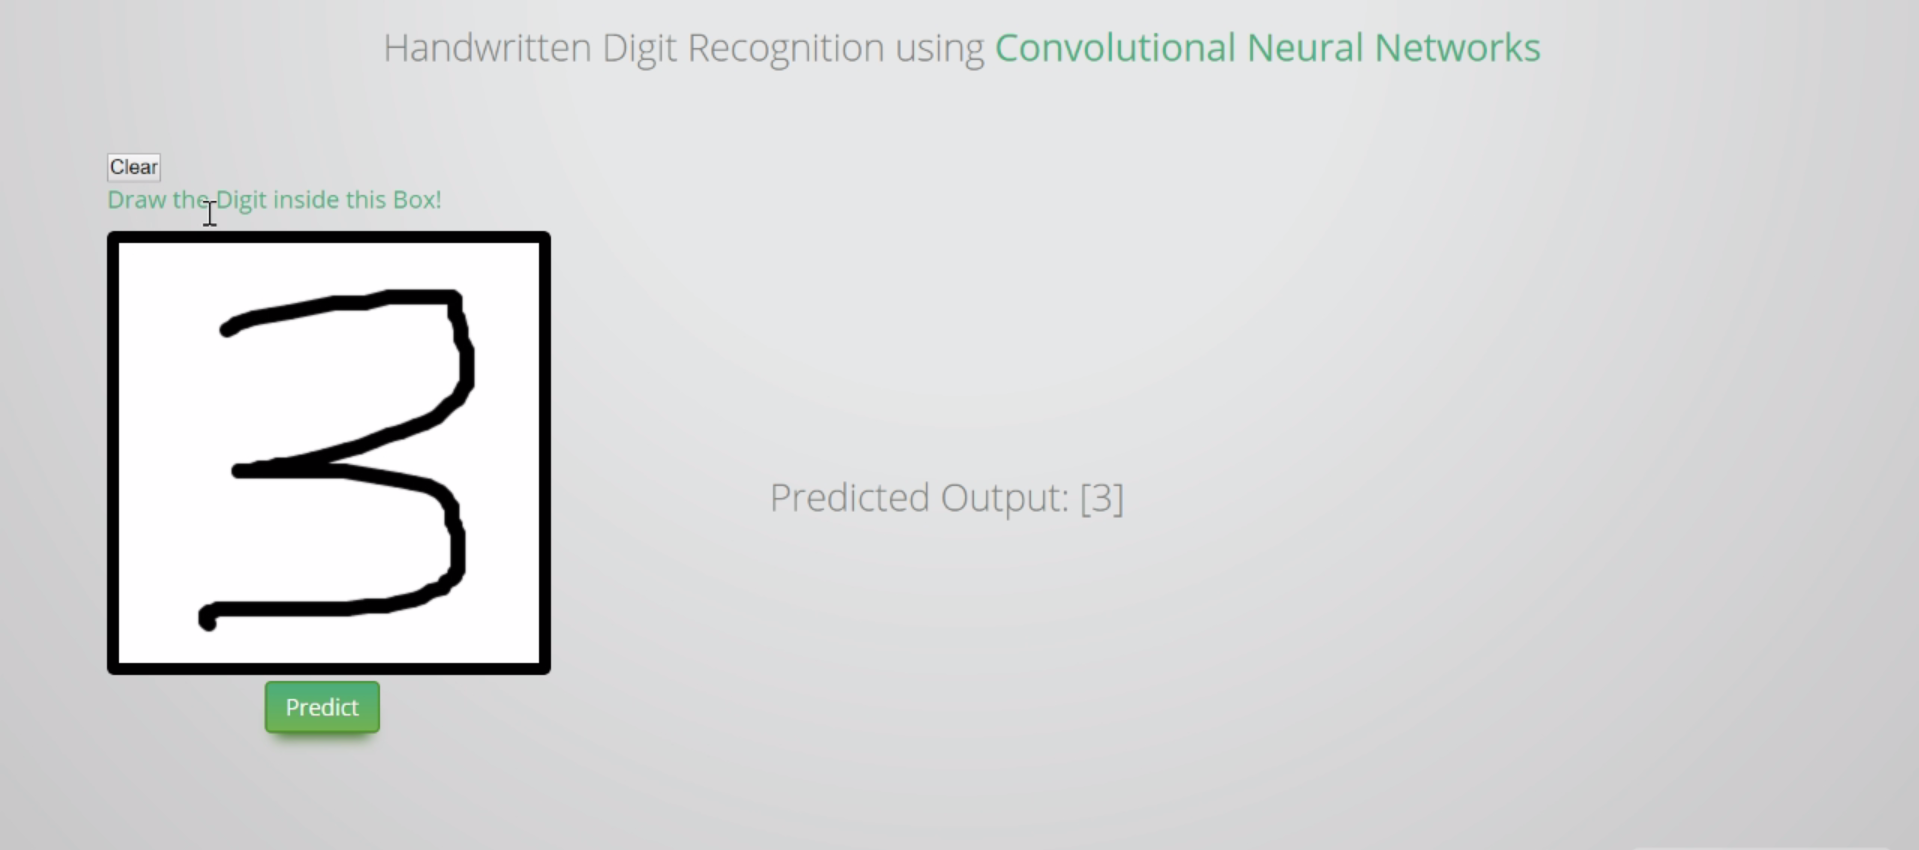 Handwritten Digit Recognition using Convolutional Neural Networks
Clear
Draw the Digit inside this Box!
3
Predicted Output: [3]
Predict